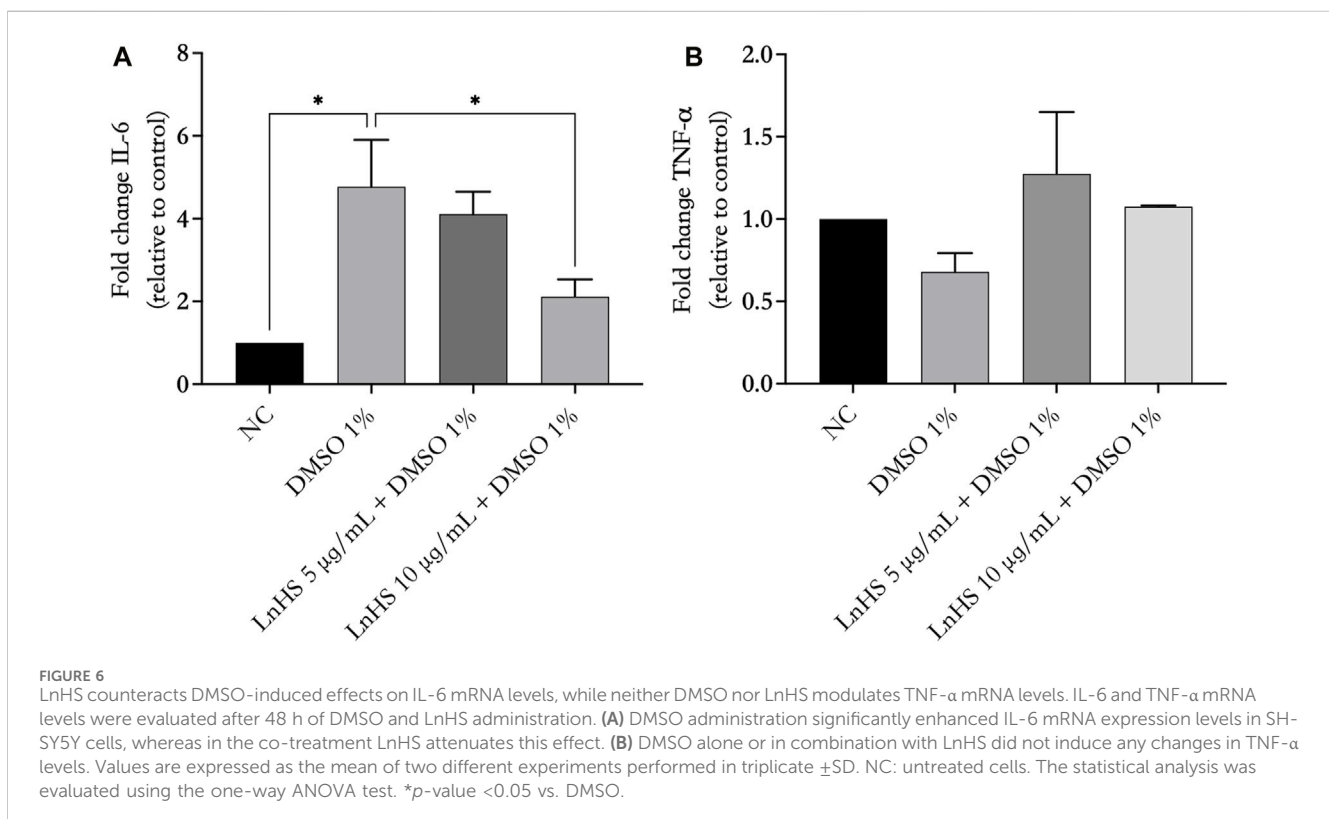 A
Fold change IL-6
(relative to control)
8
6
4
2
0
*
*
NC
DMSO 1%
LnHS 5 μg/mL + DMSO 1%
LnHS 10 μg/mL + DMSO 1%
B
Fold change TNF-α
(relative to control)
2.0
1.5
1.0
0.5
0.0
NC
DMSO 1%
LnHS 5 μg/mL + DMSO 1%
LnHS 10 μg/mL + DMSO 1%
FIGURE 6
LnHS counteracts DMSO-induced effects on IL-6 mRNA levels, while neither DMSO nor LnHS modulates TNF-α mRNA levels. IL-6 and TNF-α mRNA
levels were evaluated after 48 h of DMSO and LnHS administration. (A) DMSO administration significantly enhanced IL-6 mRNA expression levels in SH-
SY5Y cells, whereas in the co-treatment LnHS attenuates this effect. (B) DMSO alone or in combination with LnHS did not induce any changes in TNF-α
levels. Values are expressed as the mean of two different experiments performed in triplicate ±SD. NC: untreated cells. The statistical analysis was
evaluated using the one-way ANOVA test. *p-value <0.05 vs. DMSO.